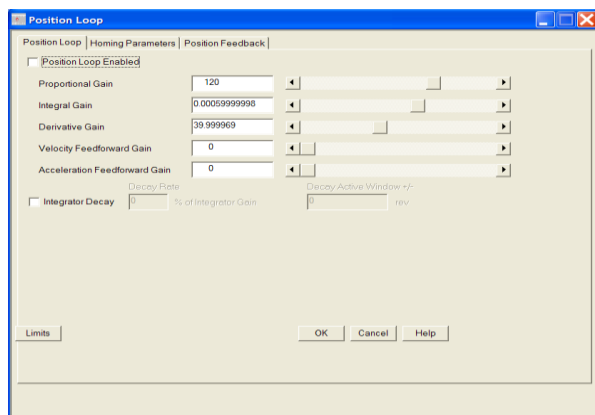 Position Loop
Position Loop Homing Parameters Position Feedback
Position Loop Enabled
Proportional Gain 120
Integral Gain 0.00059999998
Derivative Gain 39.999969
Velocity Feedforward Gain 0
Acceleration Feedforward Gain 0
Decay Rate Decay Active Window +/-
Integrator Decay 0 % of Integrator Gain 0 rev
Limits OK Cancel Help